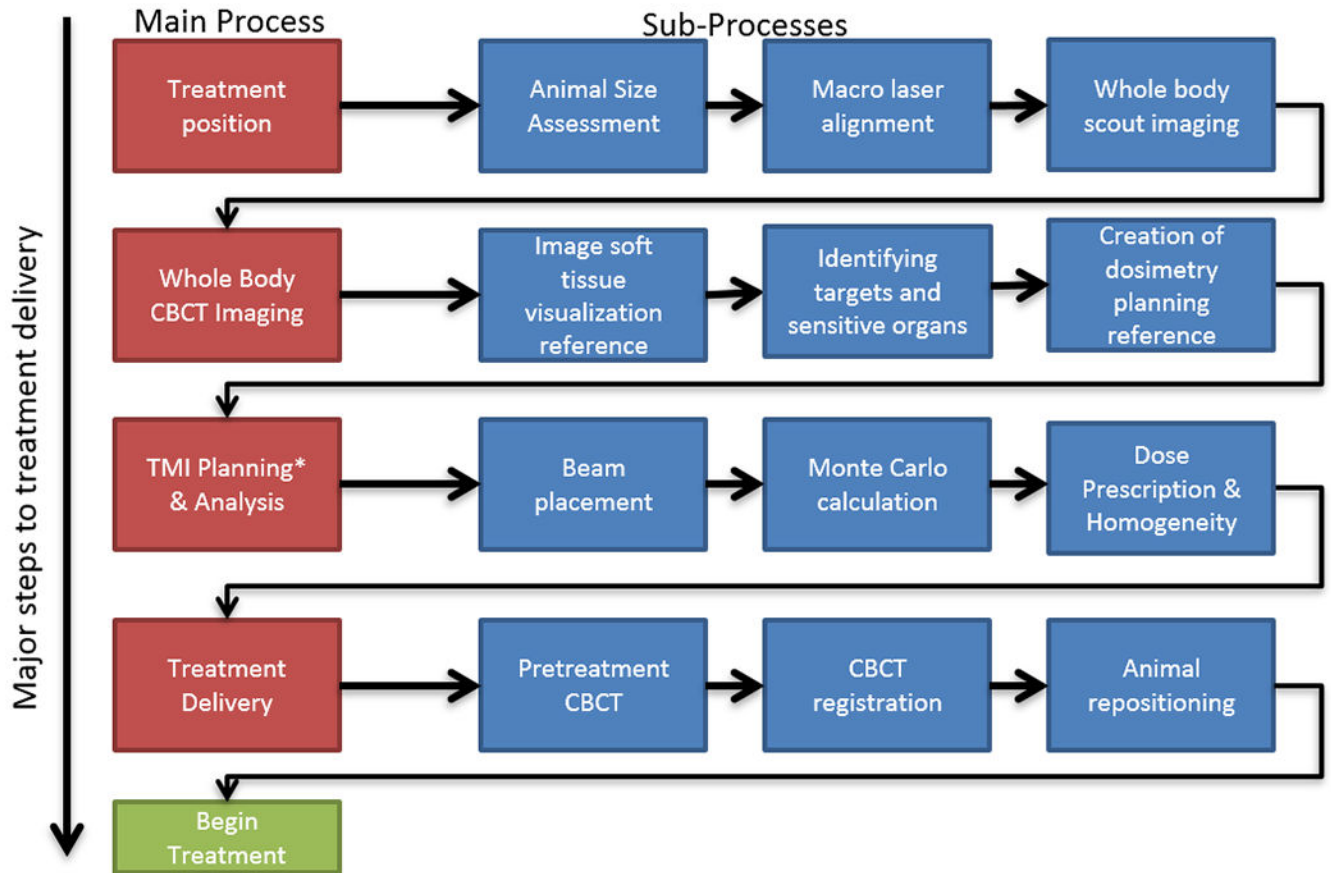 Main Process
Sub-Processes
Major steps to treatment delivery
Treatment
position
Animal Size
Assessment
Macro laser
alignment
Whole body
scout imaging
Whole Body
CBCT Imaging
Image soft
tissue
visualization
reference
Identifying
targets and
sensitive organs
Creation of
dosimetry
planning
reference
TMI Planning*
& Analysis
Beam
placement
Monte Carlo
calculation
Dose
Prescription &
Homogeneity
Treatment
Delivery
Pretreatment
CBCT
CBCT
registration
Animal
repositioning
Begin
Treatment